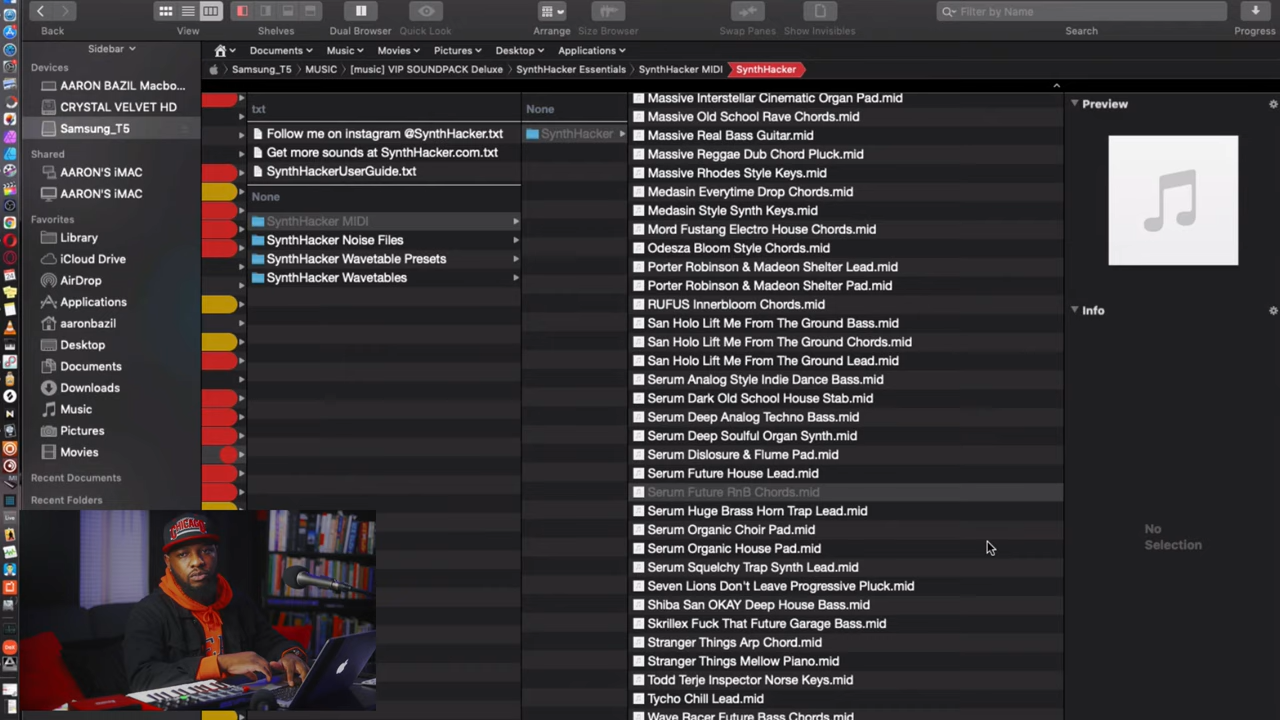 Back
View
Shelves
Dual Browser
Quick Look
Arrange
Size Browser
Swap Panes
Show Invisibles
Filter by Name
Search
Progress
Sidebar
Documents
Music
Movies
Pictures
Desktop
Applications
Samsung_T5
MUSIC
[music] VIP SOUNDPACK Deluxe
SynthHacker Essentials
SynthHacker MIDI
SynthHacker
Devices
AARON BAZIL Macbo...
CRYSTAL VELVET HD
Samsung_T5
Shared
AARON'S iMAC
AARON'S iMAC
Favorites
Library
iCloud Drive
AirDrop
Applications
aaronbazil
Desktop
Documents
Downloads
Music
Pictures
Movies
Recent Documents
Recent Folders
txt
Follow me on instagram @SynthHacker.txt
Get more sounds at SynthHacker.com.txt
SynthHackerUserGuide.txt
None
SynthHacker MIDI
SynthHacker Noise Files
SynthHacker Wavetable Presets
SynthHacker Wavetables
None
SynthHacker
Massive Interstellar Cinematic Organ Pad.mid
Massive Old School Rave Chords.mid
Massive Real Bass Guitar.mid
Massive Reggae Dub Chord Pluck.mid
Massive Rhodes Style Keys.mid
Medasin Everytime Drop Chords.mid
Medasin Style Synth Keys.mid
Mord Fustang Electro House Chords.mid
Odesza Bloom Style Chords.mid
Porter Robinson & Madeon Shelter Lead.mid
Porter Robinson & Madeon Shelter Pad.mid
RUFUS Innerbloom Chords.mid
San Holo Lift Me From The Ground Bass.mid
San Holo Lift Me From The Ground Chords.mid
San Holo Lift Me From The Ground Lead.mid
Serum Analog Style Indie Dance Bass.mid
Serum Dark Old School House Stab.mid
Serum Deep Analog Techno Bass.mid
Serum Deep Soulful Organ Synth.mid
Serum Dislosure & Flume Pad.mid
Serum Future House Lead.mid
Serum Future RnB Chords.mid
Serum Huge Brass Horn Trap Lead.mid
Serum Organic Choir Pad.mid
Serum Organic House Pad.mid
Serum Squelchy Trap Synth Lead.mid
Seven Lions Don't Leave Progressive Pluck.mid
Shiba San OKAY Deep House Bass.mid
Skrillex Fuck That Future Garage Bass.mid
Stranger Things Arp Chord.mid
Stranger Things Mellow Piano.mid
Todd Terje Inspector Norse Keys.mid
Tycho Chill Lead.mid
Wave Racer Future Bass Chords.mid
Preview
Info
No
Selection
CHICAGO